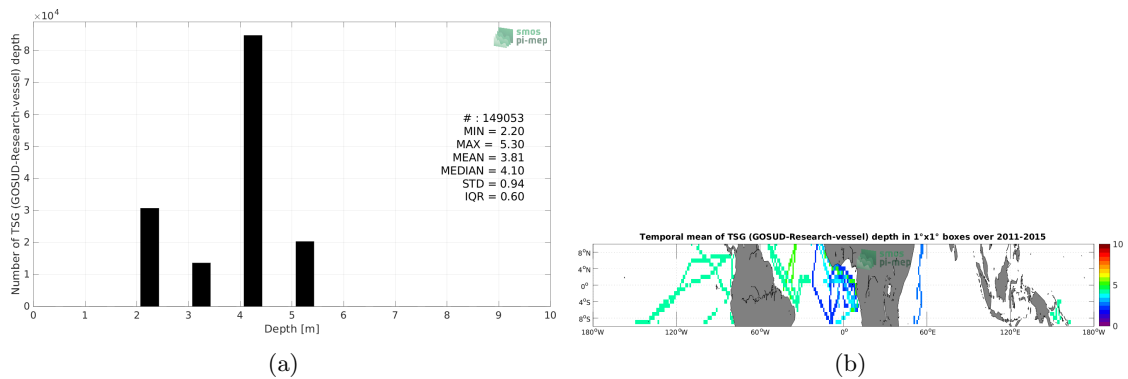 ×10⁴
8
7
6
5
4
3
2
1
0
Number of TSG (GOSUD-Research-vessel) depth
smos
pi-mep
# : 149053
MIN = 2.20
MAX = 5.30
MEAN = 3.81
MEDIAN = 4.10
STD = 0.94
IQR = 0.60
0 1 2 3 4 5 6 7 8 9 10
Depth [m]
(a)
Temporal mean of TSG (GOSUD-Research-vessel) depth in 1°x1° boxes over 2011-2015
smos
pi-mep
8°N
4°N
0°
4°S
8°S
180°W 120°W 60°W 0° 60°E 120°E 180°E
10
5
0
(b)